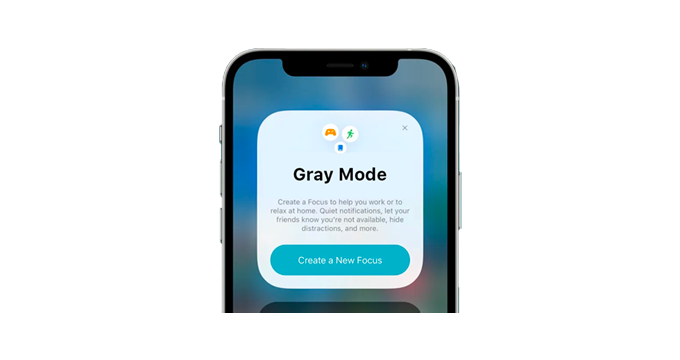 Gray Mode
Create a Focus to help you work or to
relax at home. Quiet notifications, let your
friends know you're not available, hide
distractions, and more.
Create a New Focus